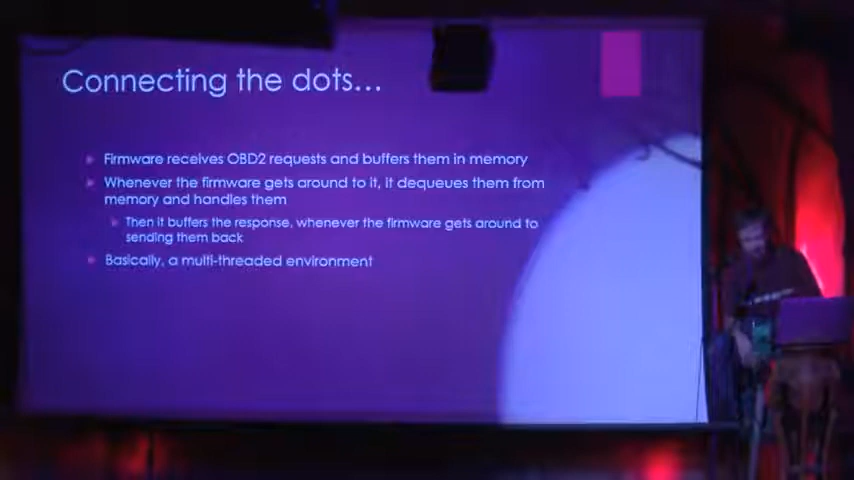 Connecting the dots...
Firmware receives OBD2 requests and buffers them in memory
Whenever the firmware gets around to it, it dequeues them from
memory and handles them
Then it buffers the response, whenever the firmware gets around to
sending them back
Basically, a multi-threaded environment